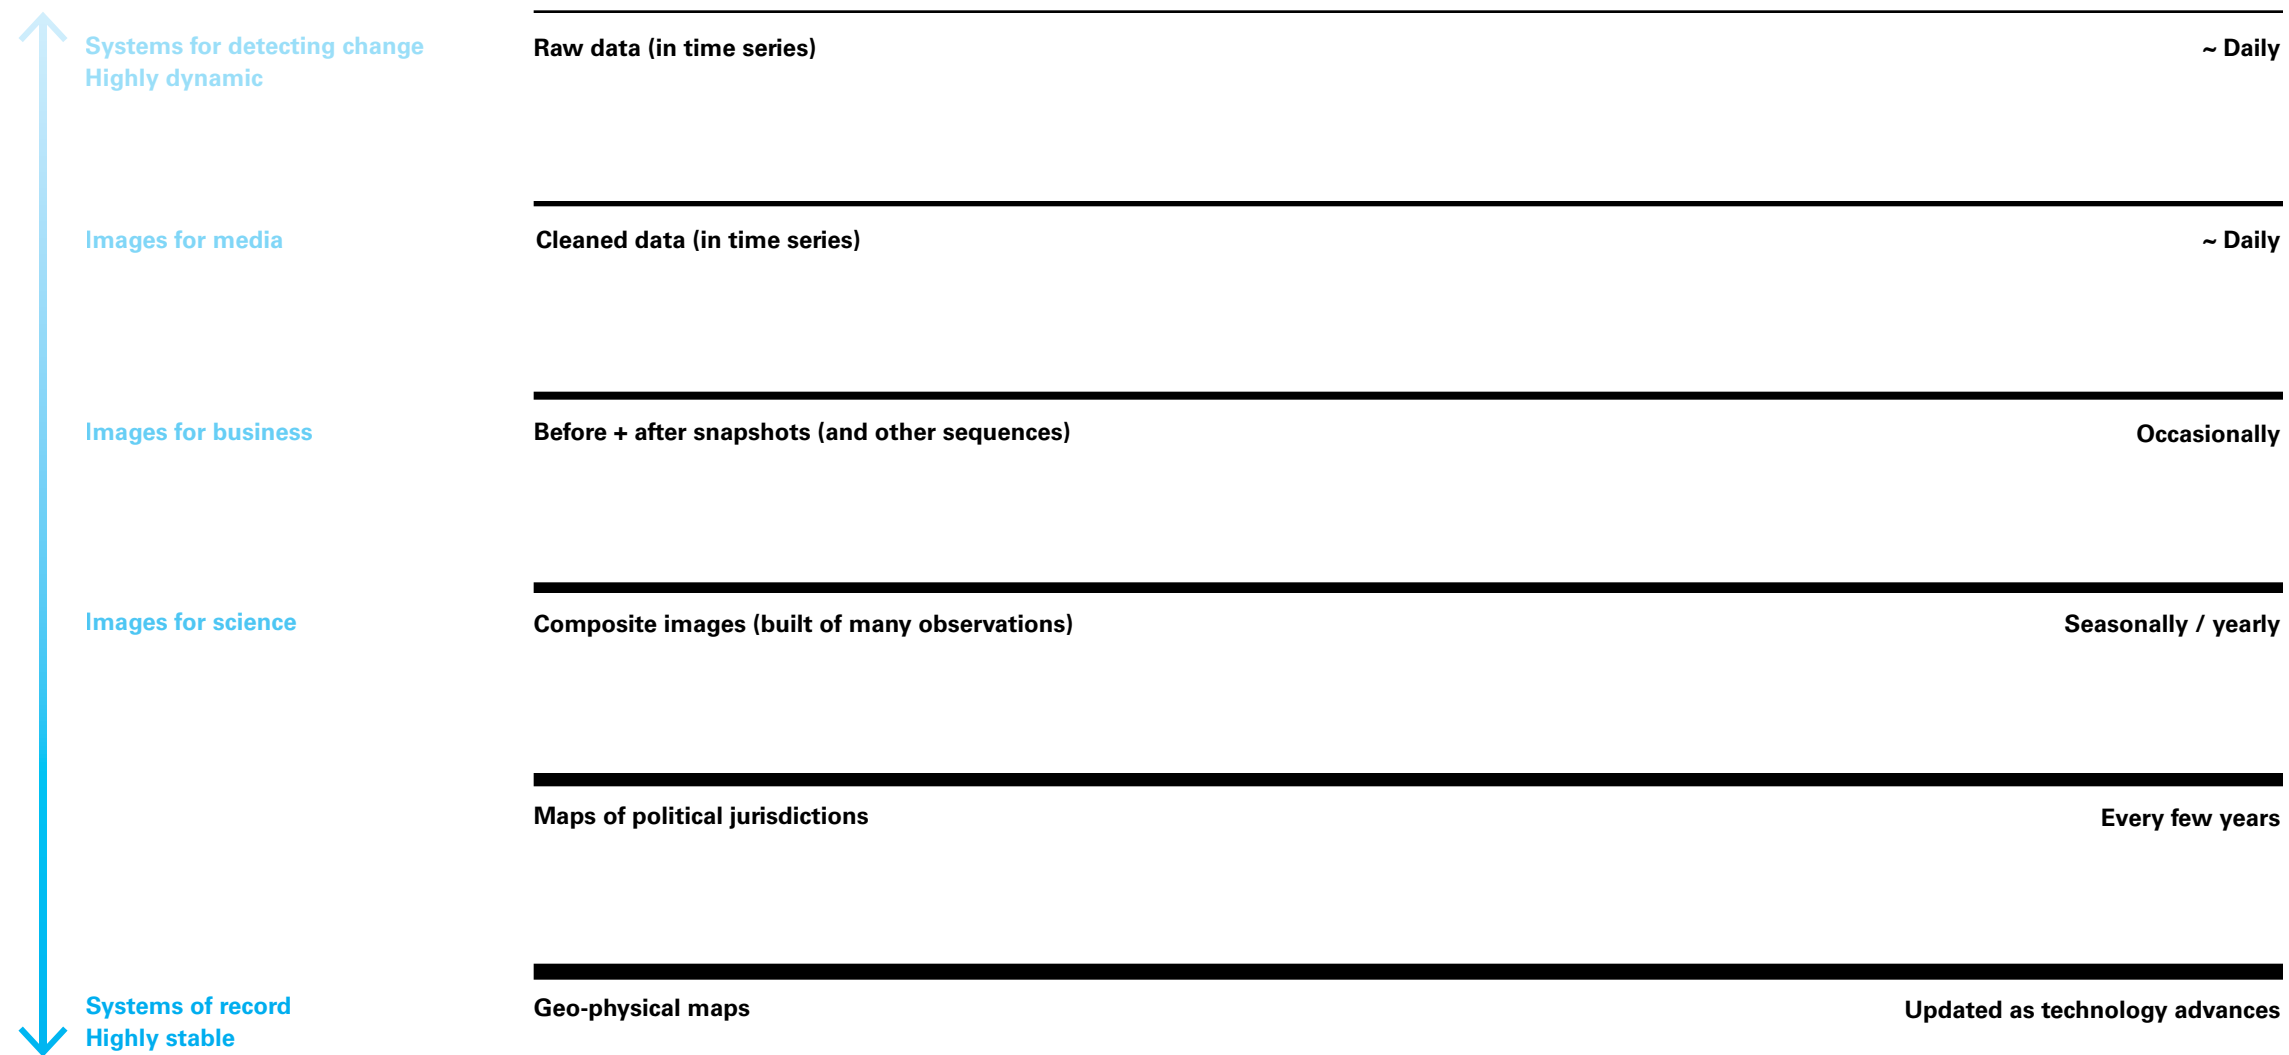 Systems for detecting change
Highly dynamic
Raw data (in time series)
~ Daily
Images for media
Cleaned data (in time series)
~ Daily
Images for business
Before + after snapshots (and other sequences)
Occasionally
Images for science
Composite images (built of many observations)
Seasonally / yearly
Maps of political jurisdictions
Every few years
Systems of record
Highly stable
Geo-physical maps
Updated as technology advances